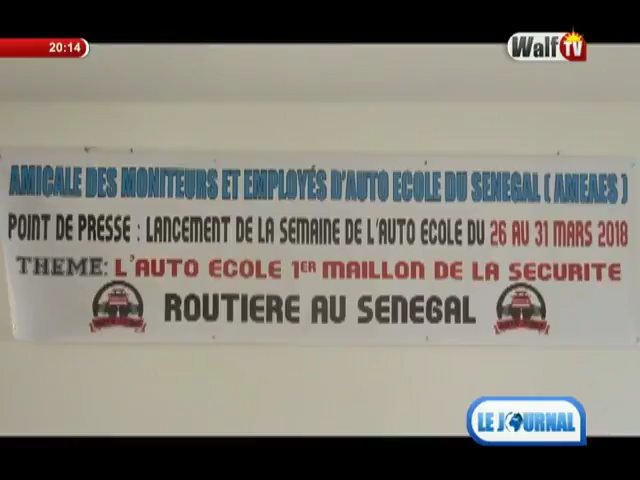 20:14
Walf TV
AMICALE DES MONITEURS ET EMPLOYÉS D'AUTO ECOLE DU SENEGAL ( AMEAES )
POINT DE PRESSE : LANCEMENT DE LA SEMAINE DE L'AUTO ECOLE DU 26 AU 31 MARS 2018
THEME: L'AUTO ECOLE 1ER MAILLON DE LA SECURITE
ROUTIERE AU SENEGAL
LE JOURNAL